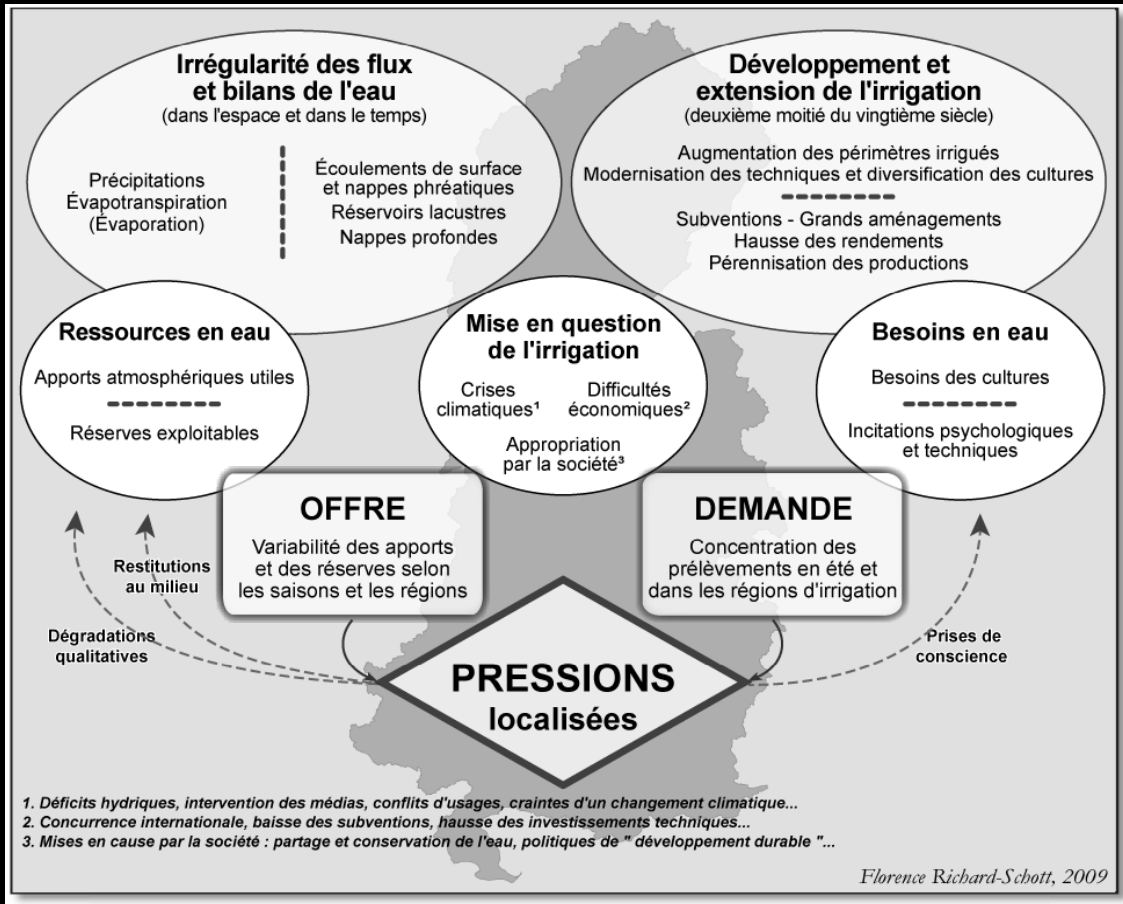 Irrégularité des flux
et bilans de l'eau
(dans l'espace et dans le temps)
Précipitations
Évapotranspiration
(Évaporation)
Écoulements de surface
et nappes phréatiques
Réservoirs lacustres
Nappes profondes
Développement et
extension de l'irrigation
(deuxième moitié du vingtième siècle)
Augmentation des périmètres irrigués
Modernisation des techniques et diversification des cultures
Subventions - Grands aménagements
Hausse des rendements
Pérennisation des productions
Ressources en eau
Apports atmosphériques utiles
Réserves exploitables
Mise en question
de l'irrigation
Crises
climatiques¹
Difficultés
économiques²
Appropriation
par la société³
Besoins en eau
Besoins des cultures
Incitations psychologiques
et techniques
OFFRE
Variabilité des apports
et des réserves selon
les saisons et les régions
DEMANDE
Concentration des
prélèvements en été et
dans les régions d'irrigation
Restitutions
au milieu
Dégradations
qualitatives
Prises de
conscience
PRESSIONS
localisées
1. Déficits hydriques, intervention des médias, conflits d'usages, craintes d'un changement climatique...
2. Concurrence internationale, baisse des subventions, hausse des investissements techniques...
3. Mises en cause par la société : partage et conservation de l'eau, politiques de " développement durable "...
Florence Richard-Schott, 2009